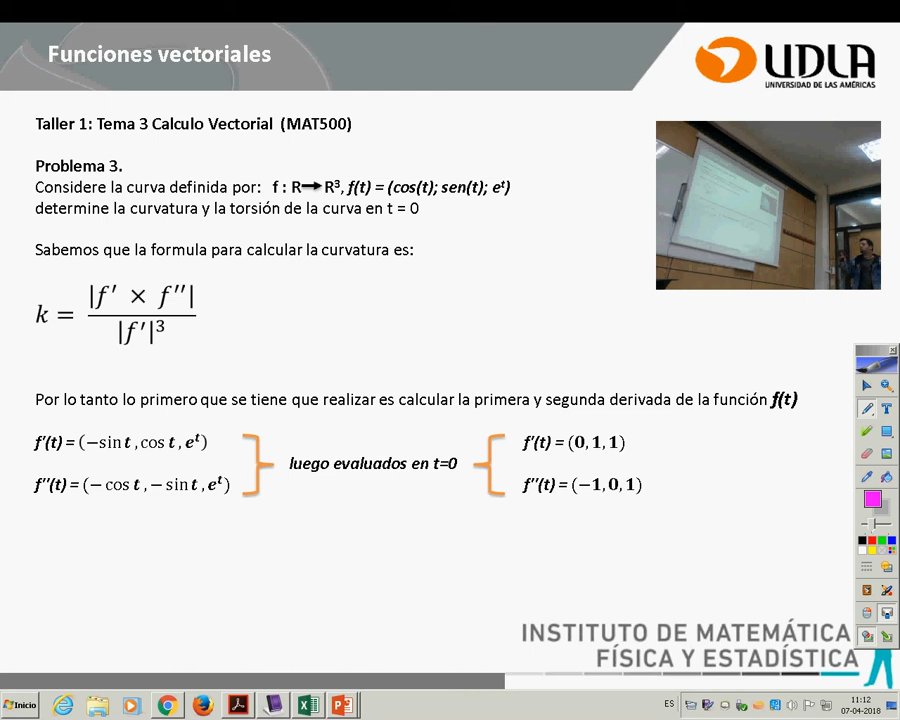 Funciones vectoriales
UDLA
UNIVERSIDAD DE LAS AMÉRICAS
Taller 1: Tema 3 Calculo Vectorial (MAT500)
Problema 3.
Considere la curva definida por: f : R→R³, f(t) = (cos(t); sen(t); eᵗ)
determine la curvatura y la torsión de la curva en t = 0
Sabemos que la formula para calcular la curvatura es:
k = |f′ × f′′| / |f′|³
Por lo tanto lo primero que se tiene que realizar es calcular la primera y segunda derivada de la función f(t)
f′(t) = (−sin t , cos t , eᵗ)
f′′(t) = (− cos t , − sin t , eᵗ)
luego evaluados en t=0
f′(t) = (0, 1, 1)
f′′(t) = (−1, 0, 1)
INSTITUTO DE MATEMÁTICA
FÍSICA Y ESTADÍSTICA
Inicio
ES
11:12
07-04-2018